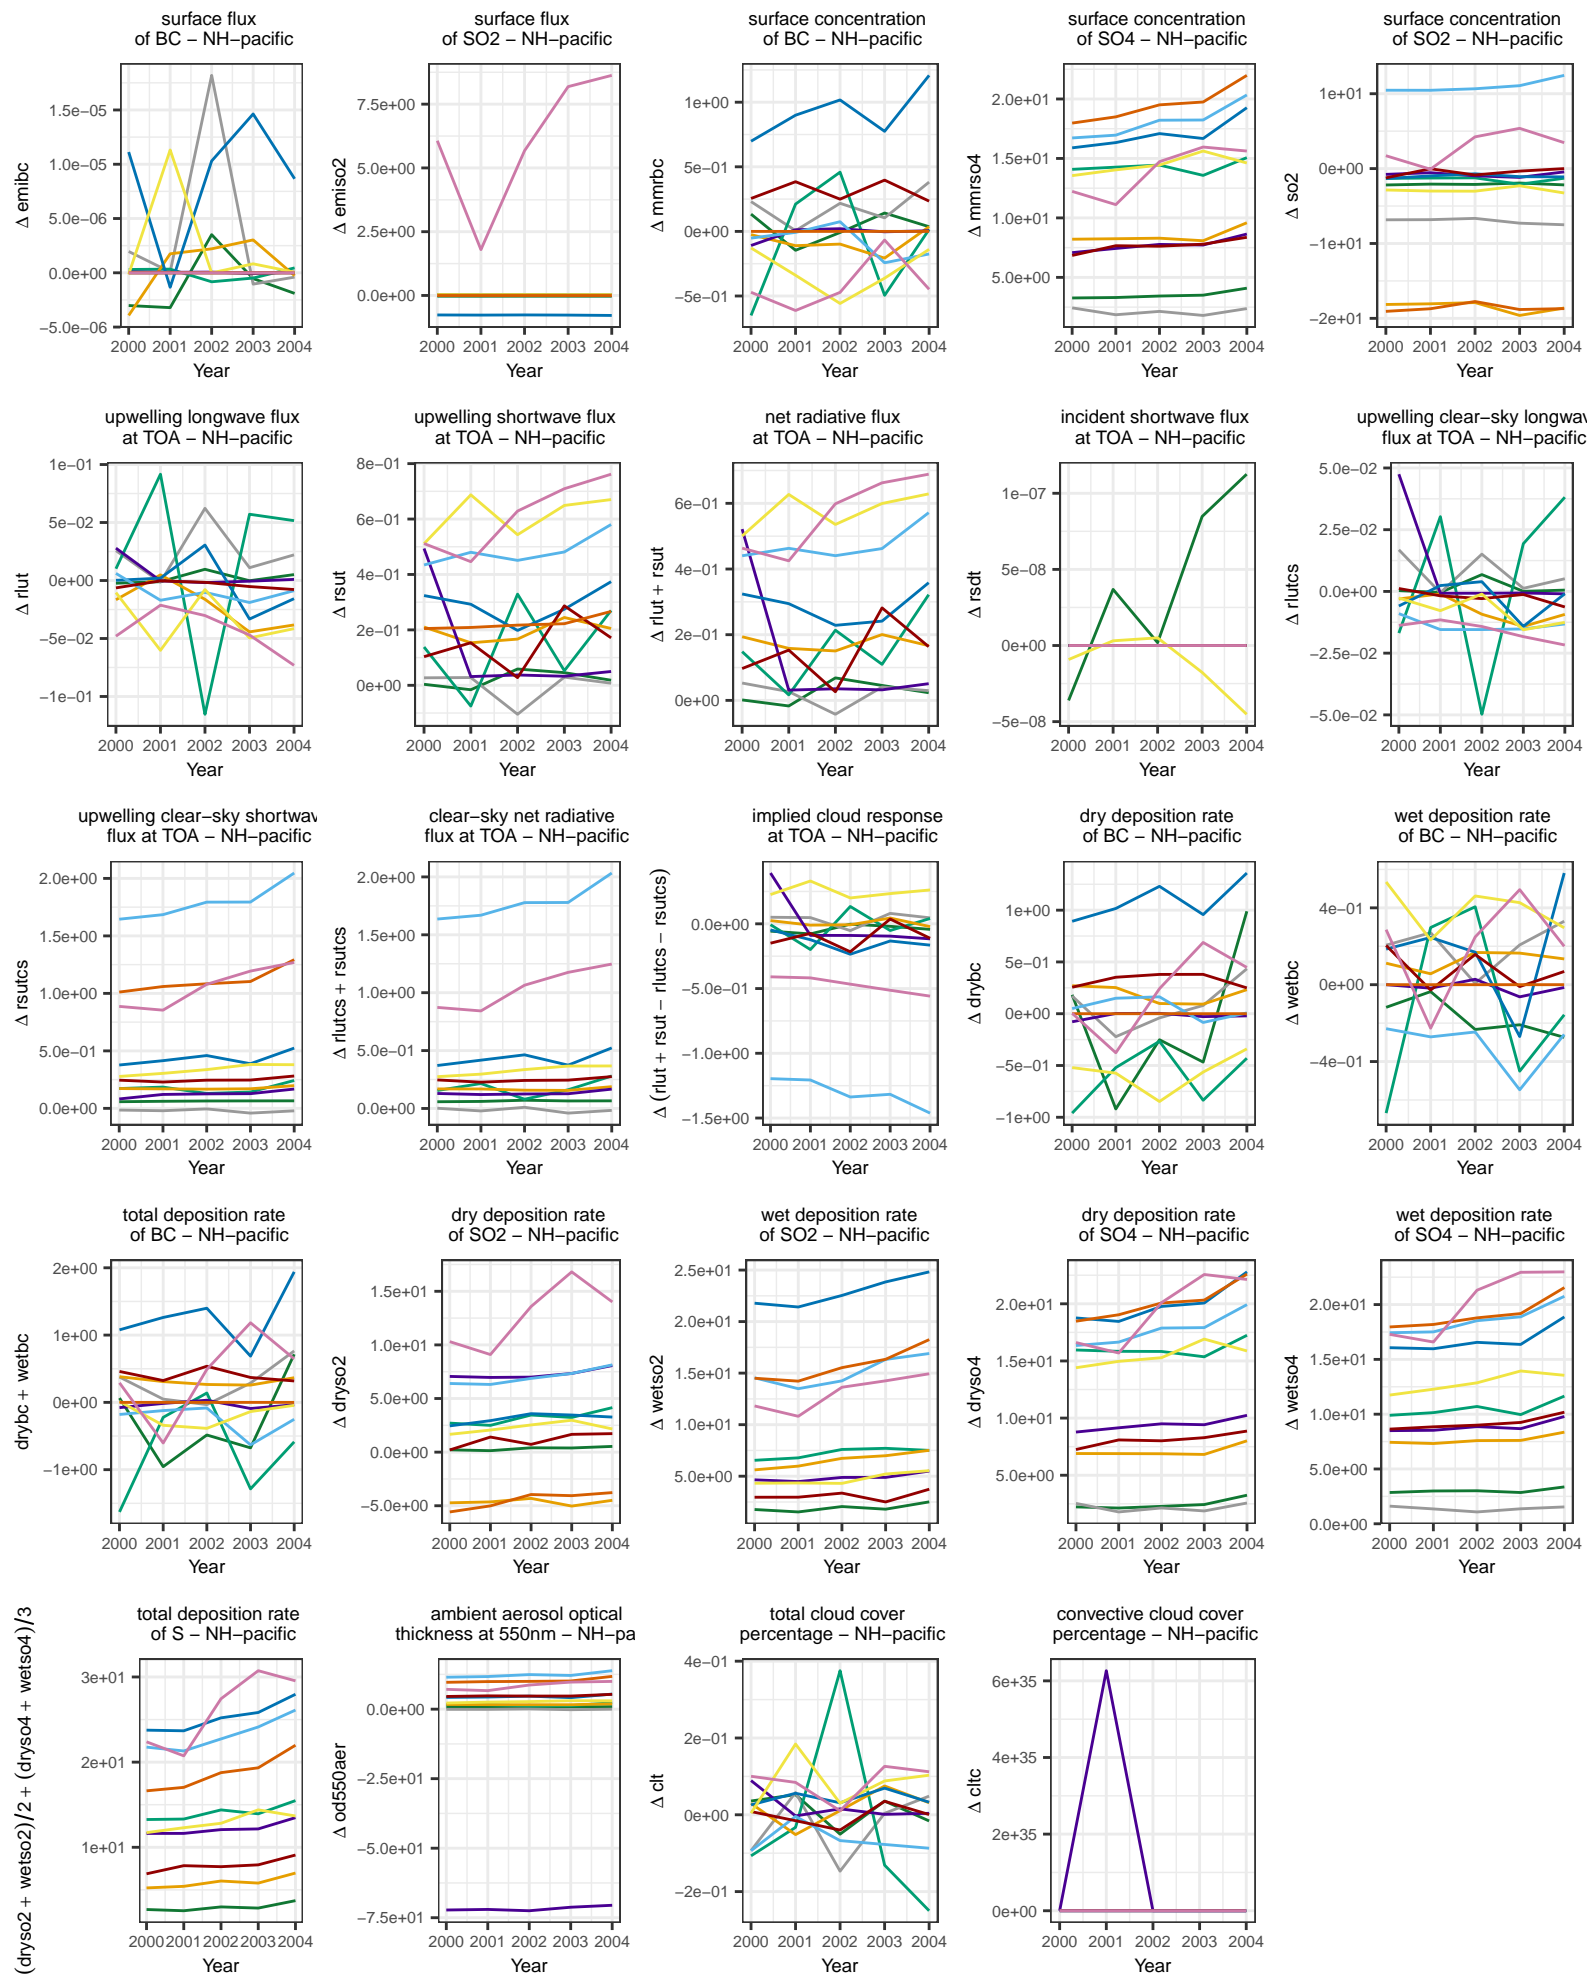 surface flux
of BC − NH−pacific
Δ emibc
1.5e−05
1.0e−05
5.0e−06
0.0e+00
−5.0e−06
2000 2001 2002 2003 2004
Year
surface flux
of SO2 − NH−pacific
Δ emiso2
7.5e+00
5.0e+00
2.5e+00
0.0e+00
2000 2001 2002 2003 2004
Year
surface concentration
of BC − NH−pacific
Δ mmrbc
1e+00
5e−01
0e+00
−5e−01
2000 2001 2002 2003 2004
Year
surface concentration
of SO4 − NH−pacific
Δ mmrso4
2.0e+01
1.5e+01
1.0e+01
5.0e+00
2000 2001 2002 2003 2004
Year
surface concentration
of SO2 − NH−pacific
Δ so2
1e+01
0e+00
−1e+01
−2e+01
2000 2001 2002 2003 2004
Year
upwelling longwave flux
at TOA − NH−pacific
Δ rlut
1e−01
5e−02
0e+00
−5e−02
−1e−01
2000 2001 2002 2003 2004
Year
upwelling shortwave flux
at TOA − NH−pacific
Δ rsut
8e−01
6e−01
4e−01
2e−01
0e+00
2000 2001 2002 2003 2004
Year
net radiative flux
at TOA − NH−pacific
Δ rlut + rsut
6e−01
4e−01
2e−01
0e+00
2000 2001 2002 2003 2004
Year
incident shortwave flux
at TOA − NH−pacific
Δ rsdt
1e−07
5e−08
0e+00
−5e−08
2000 2001 2002 2003 2004
Year
upwelling clear−sky longwav
flux at TOA − NH−pacific
Δ rlutcs
5.0e−02
2.5e−02
0.0e+00
−2.5e−02
−5.0e−02
2000 2001 2002 2003 2004
Year
upwelling clear−sky shortwav
flux at TOA − NH−pacific
Δ rsutcs
2.0e+00
1.5e+00
1.0e+00
5.0e−01
0.0e+00
2000 2001 2002 2003 2004
Year
clear−sky net radiative
flux at TOA − NH−pacific
Δ rlutcs + rsutcs
2.0e+00
1.5e+00
1.0e+00
5.0e−01
0.0e+00
2000 2001 2002 2003 2004
Year
implied cloud response
at TOA − NH−pacific
Δ (rlut + rsut − rlutcs − rsutcs)
0.0e+00
−5.0e−01
−1.0e+00
−1.5e+00
2000 2001 2002 2003 2004
Year
dry deposition rate
of BC − NH−pacific
Δ drybc
1e+00
5e−01
0e+00
−5e−01
−1e+00
2000 2001 2002 2003 2004
Year
wet deposition rate
of BC − NH−pacific
Δ wetbc
4e−01
0e+00
−4e−01
2000 2001 2002 2003 2004
Year
total deposition rate
of BC − NH−pacific
drybc + wetbc
2e+00
1e+00
0e+00
−1e+00
2000 2001 2002 2003 2004
Year
dry deposition rate
of SO2 − NH−pacific
Δ dryso2
1.5e+01
1.0e+01
5.0e+00
0.0e+00
−5.0e+00
2000 2001 2002 2003 2004
Year
wet deposition rate
of SO2 − NH−pacific
Δ wetso2
2.5e+01
2.0e+01
1.5e+01
1.0e+01
5.0e+00
2000 2001 2002 2003 2004
Year
dry deposition rate
of SO4 − NH−pacific
Δ dryso4
2.0e+01
1.5e+01
1.0e+01
5.0e+00
2000 2001 2002 2003 2004
Year
wet deposition rate
of SO4 − NH−pacific
Δ wetso4
2.0e+01
1.5e+01
1.0e+01
5.0e+00
0.0e+00
2000 2001 2002 2003 2004
Year
total deposition rate
of S − NH−pacific
(dryso2 + wetso2)/2 + (dryso4 + wetso4)/3
3e+01
2e+01
1e+01
2000 2001 2002 2003 2004
Year
ambient aerosol optical
thickness at 550nm − NH−pa
Δ od550aer
0.0e+00
−2.5e+01
−5.0e+01
−7.5e+01
2000 2001 2002 2003 2004
Year
total cloud cover
percentage − NH−pacific
Δ clt
4e−01
2e−01
0e+00
−2e−01
2000 2001 2002 2003 2004
Year
convective cloud cover
percentage − NH−pacific
Δ cltc
6e+35
4e+35
2e+35
0e+00
2000 2001 2002 2003 2004
Year